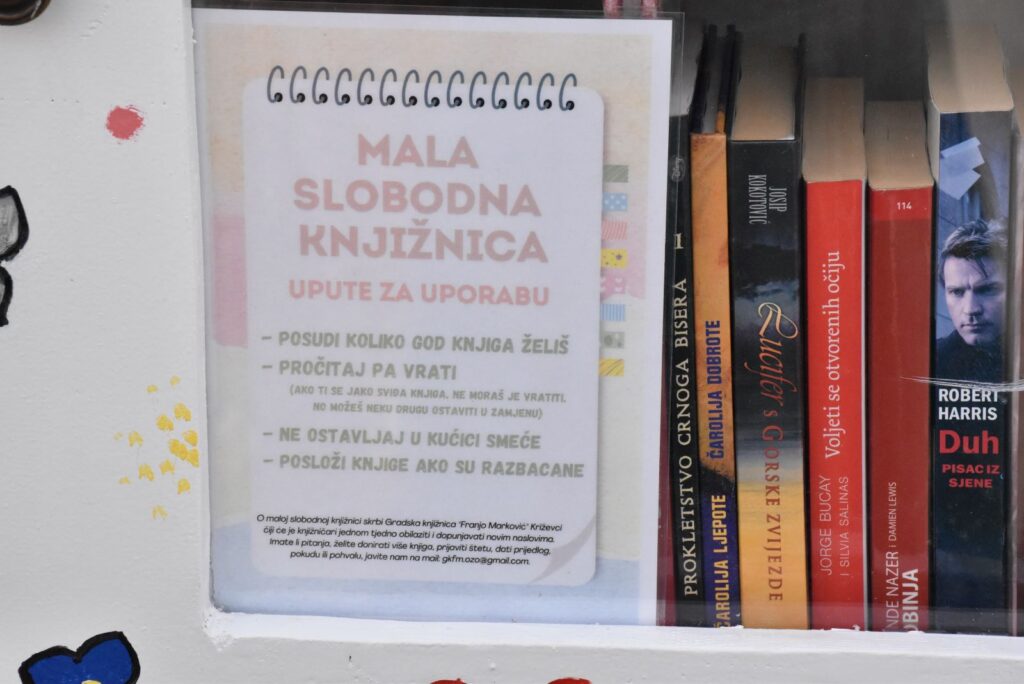 MALA
SLOBODNA
KNJIŽNICA
UPUTE ZA UPORABU
- POSUDI KOLIKO GOD KNJIGA ŽELIŠ
- PROČITAJ PA VRATI
(AKO TI SE JAKO SVIĐA KNJIGA, NE MORAŠ JE VRATITI,
NO MOŽEŠ NEKU DRUGU OSTAVITI U ZAMJENU)
- NE OSTAVLJAJ U KUĆICI SMEĆE
- POSLOŽI KNJIGE AKO SU RAZBACANE
O maloj slobodnoj knjižnici skrbi Gradska knjižnica "Franjo Marković" Križevci
čiji će je knjižničari jednom tjedno obilaziti i dopunjavati novim naslovima.
Imate li pitanja, želite donirati više knjiga, prijaviti štetu, dati prijedlog,
pokudu ili pohvalu, javite nam na mail: gkfm.ozo@gmail.com.
PROKLETSTVO CRNOGA BISERA 1
ČAROLIJA LJEPOTE ČAROLIJA DOBROTE
JOSIP
KOKOTOVIĆ
Lucifer s GORSKE ZVIJEZDE
JORGE BUCAY
I SILVIA SALINAS
Voljeti se otvorenih očiju
114
NDE NAZER i DAMIEN LEWIS
OBINJA
ROBERT
HARRIS
Duh
PISAC IZ
SJENE